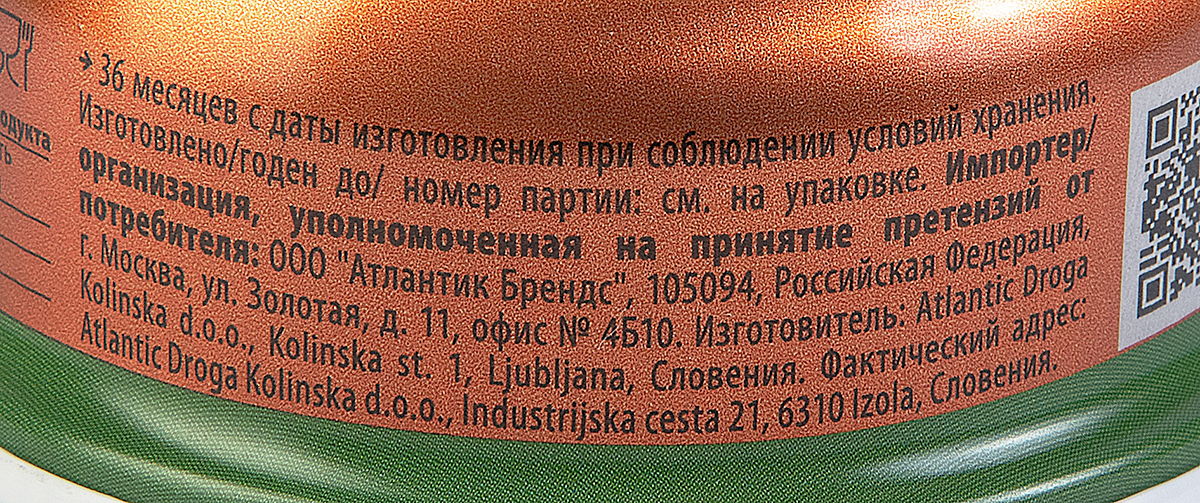 → 36 месяцев с даты изготовления при соблюдении условий хранения.
Изготовлено/годен до/ номер партии: см. на упаковке. Импортер/
организация, уполномоченная на принятие претензий от
потребителя: ООО "Атлантик Брендс", 105094, Российская Федерация,
г. Москва, ул. Золотая, д. 11, офис № 4Б10. Изготовитель: Atlantic Droga
Kolinska d.o.o., Kolinska st. 1, Ljubljana, Словения. Фактический адрес:
Atlantic Droga Kolinska d.o.o., Industrijska cesta 21, 6310 Izola, Словения.